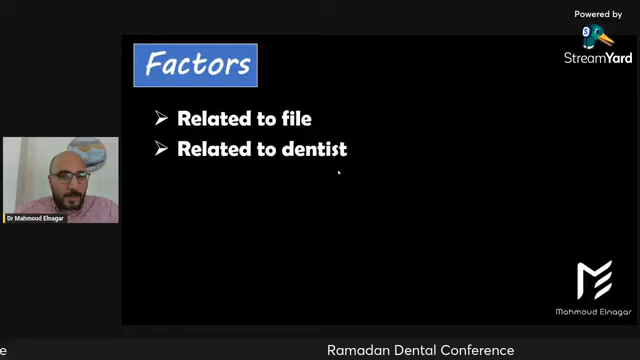 Powered by
StreamYard
Factors
➢ Related to file
➢ Related to dentist
Dr Mahmoud Elnagar
Mahmoud Elnagar
e
Ramadan Dental Conference